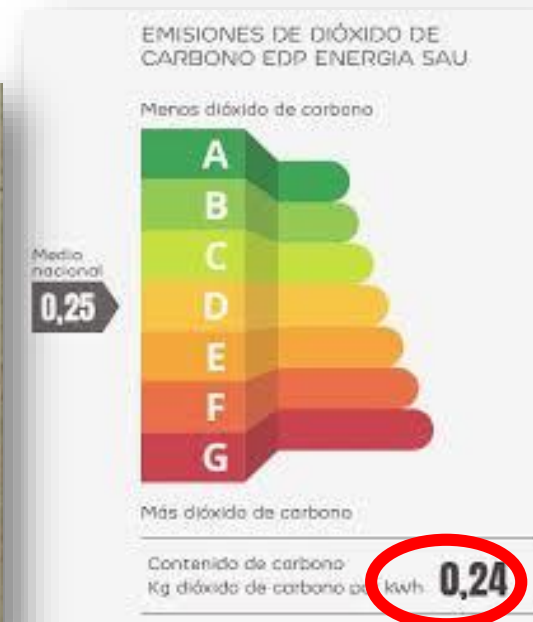 EMISIONES DE DIÓXIDO DE
CARBONO EDP ENERGIA SAU
Menos dióxido de carbono
A
B
C
Media
nacional
0,25
D
E
F
G
Más dióxido de carbono
Contenido de carbono
Kg dióxido de carbono por kWh 0,24